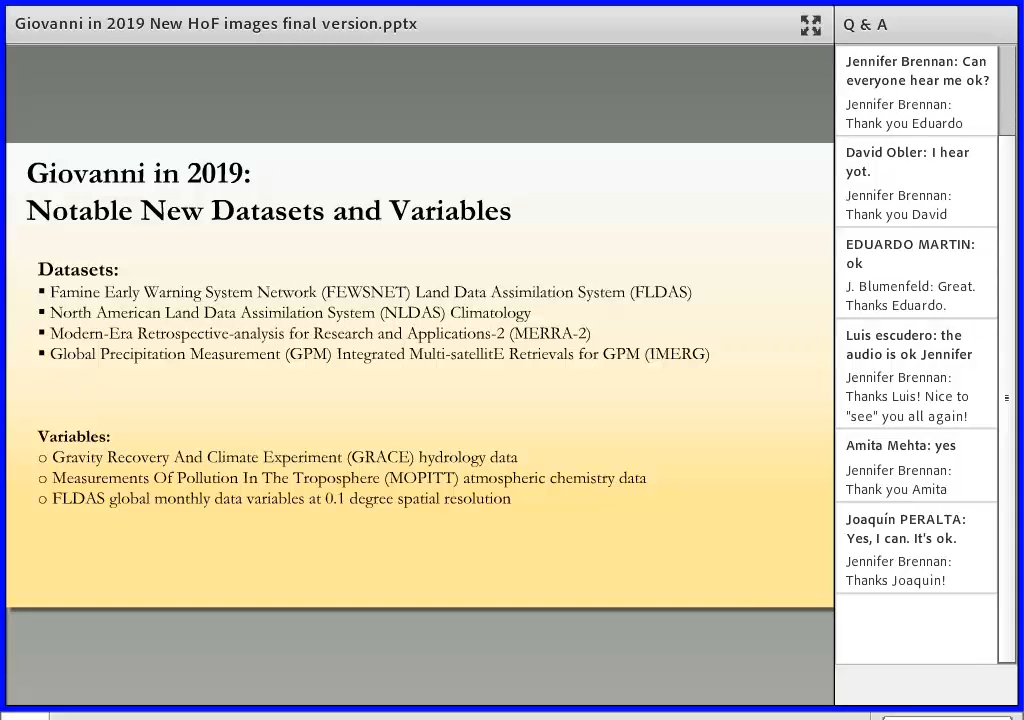 Giovanni in 2019 New HoF images final version.pptx
Giovanni in 2019:
Notable New Datasets and Variables
Datasets:
▪ Famine Early Warning System Network (FEWSNET) Land Data Assimilation System (FLDAS)
▪ North American Land Data Assimilation System (NLDAS) Climatology
▪ Modern-Era Retrospective-analysis for Research and Applications-2 (MERRA-2)
▪ Global Precipitation Measurement (GPM) Integrated Multi-satellitE Retrievals for GPM (IMERG)
Variables:
o Gravity Recovery And Climate Experiment (GRACE) hydrology data
o Measurements Of Pollution In The Troposphere (MOPITT) atmospheric chemistry data
o FLDAS global monthly data variables at 0.1 degree spatial resolution
Q & A
Jennifer Brennan: Can
everyone hear me ok?
Jennifer Brennan:
Thank you Eduardo
David Obler: I hear
yot.
Jennifer Brennan:
Thank you David
EDUARDO MARTIN:
ok
J. Blumenfeld: Great.
Thanks Eduardo.
Luis escudero: the
audio is ok Jennifer
Jennifer Brennan:
Thanks Luis! Nice to
"see" you all again!
Amita Mehta: yes
Jennifer Brennan:
Thank you Amita
Joaquín PERALTA:
Yes, I can. It's ok.
Jennifer Brennan:
Thanks Joaquin!